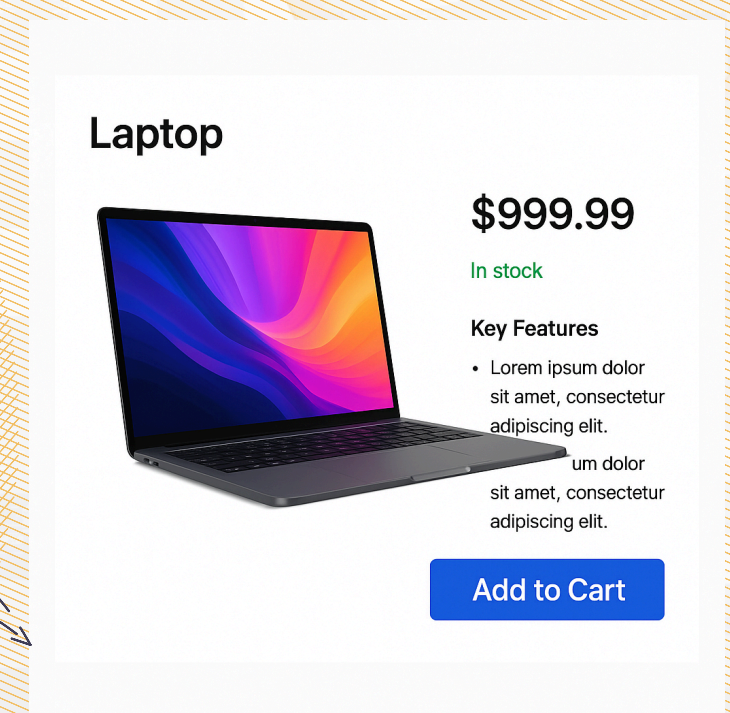 Laptop
$999.99
In stock
Key Features
• Lorem ipsum dolor
sit amet, consectetur
adipiscing elit.
um dolor
sit amet, consectetur
adipiscing elit.
Add to Cart